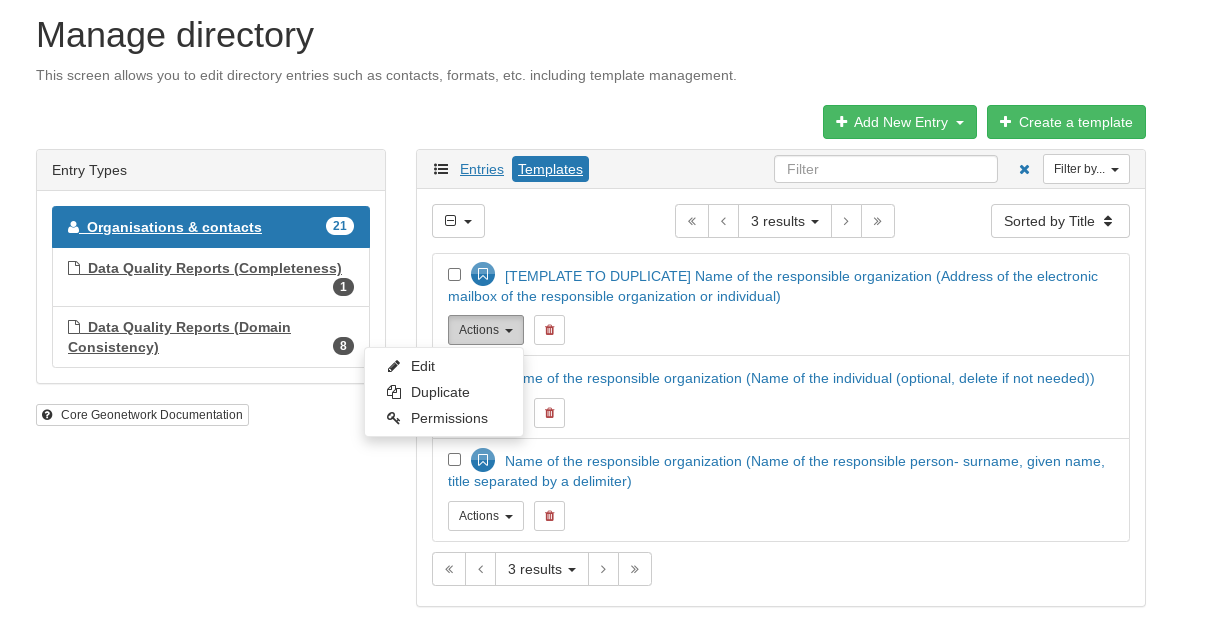 Manage directory
This screen allows you to edit directory entries such as contacts, formats, etc. including template management.
Add New Entry
Create a template
Entry Types
Organisations & contacts 21
Data Quality Reports (Completeness)
1
Data Quality Reports (Domain
Consistency) 8
Core Geonetwork Documentation
Entries Templates Filter Filter by...
3 results Sorted by Title
[TEMPLATE TO DUPLICATE] Name of the responsible organization (Address of the electronic
mailbox of the responsible organization or individual)
Actions
Edit
Duplicate
Permissions
of the responsible organization (Name of the individual (optional, delete if not needed))
Name of the responsible organization (Name of the responsible person- surname, given name,
title separated by a delimiter)
Actions
3 results